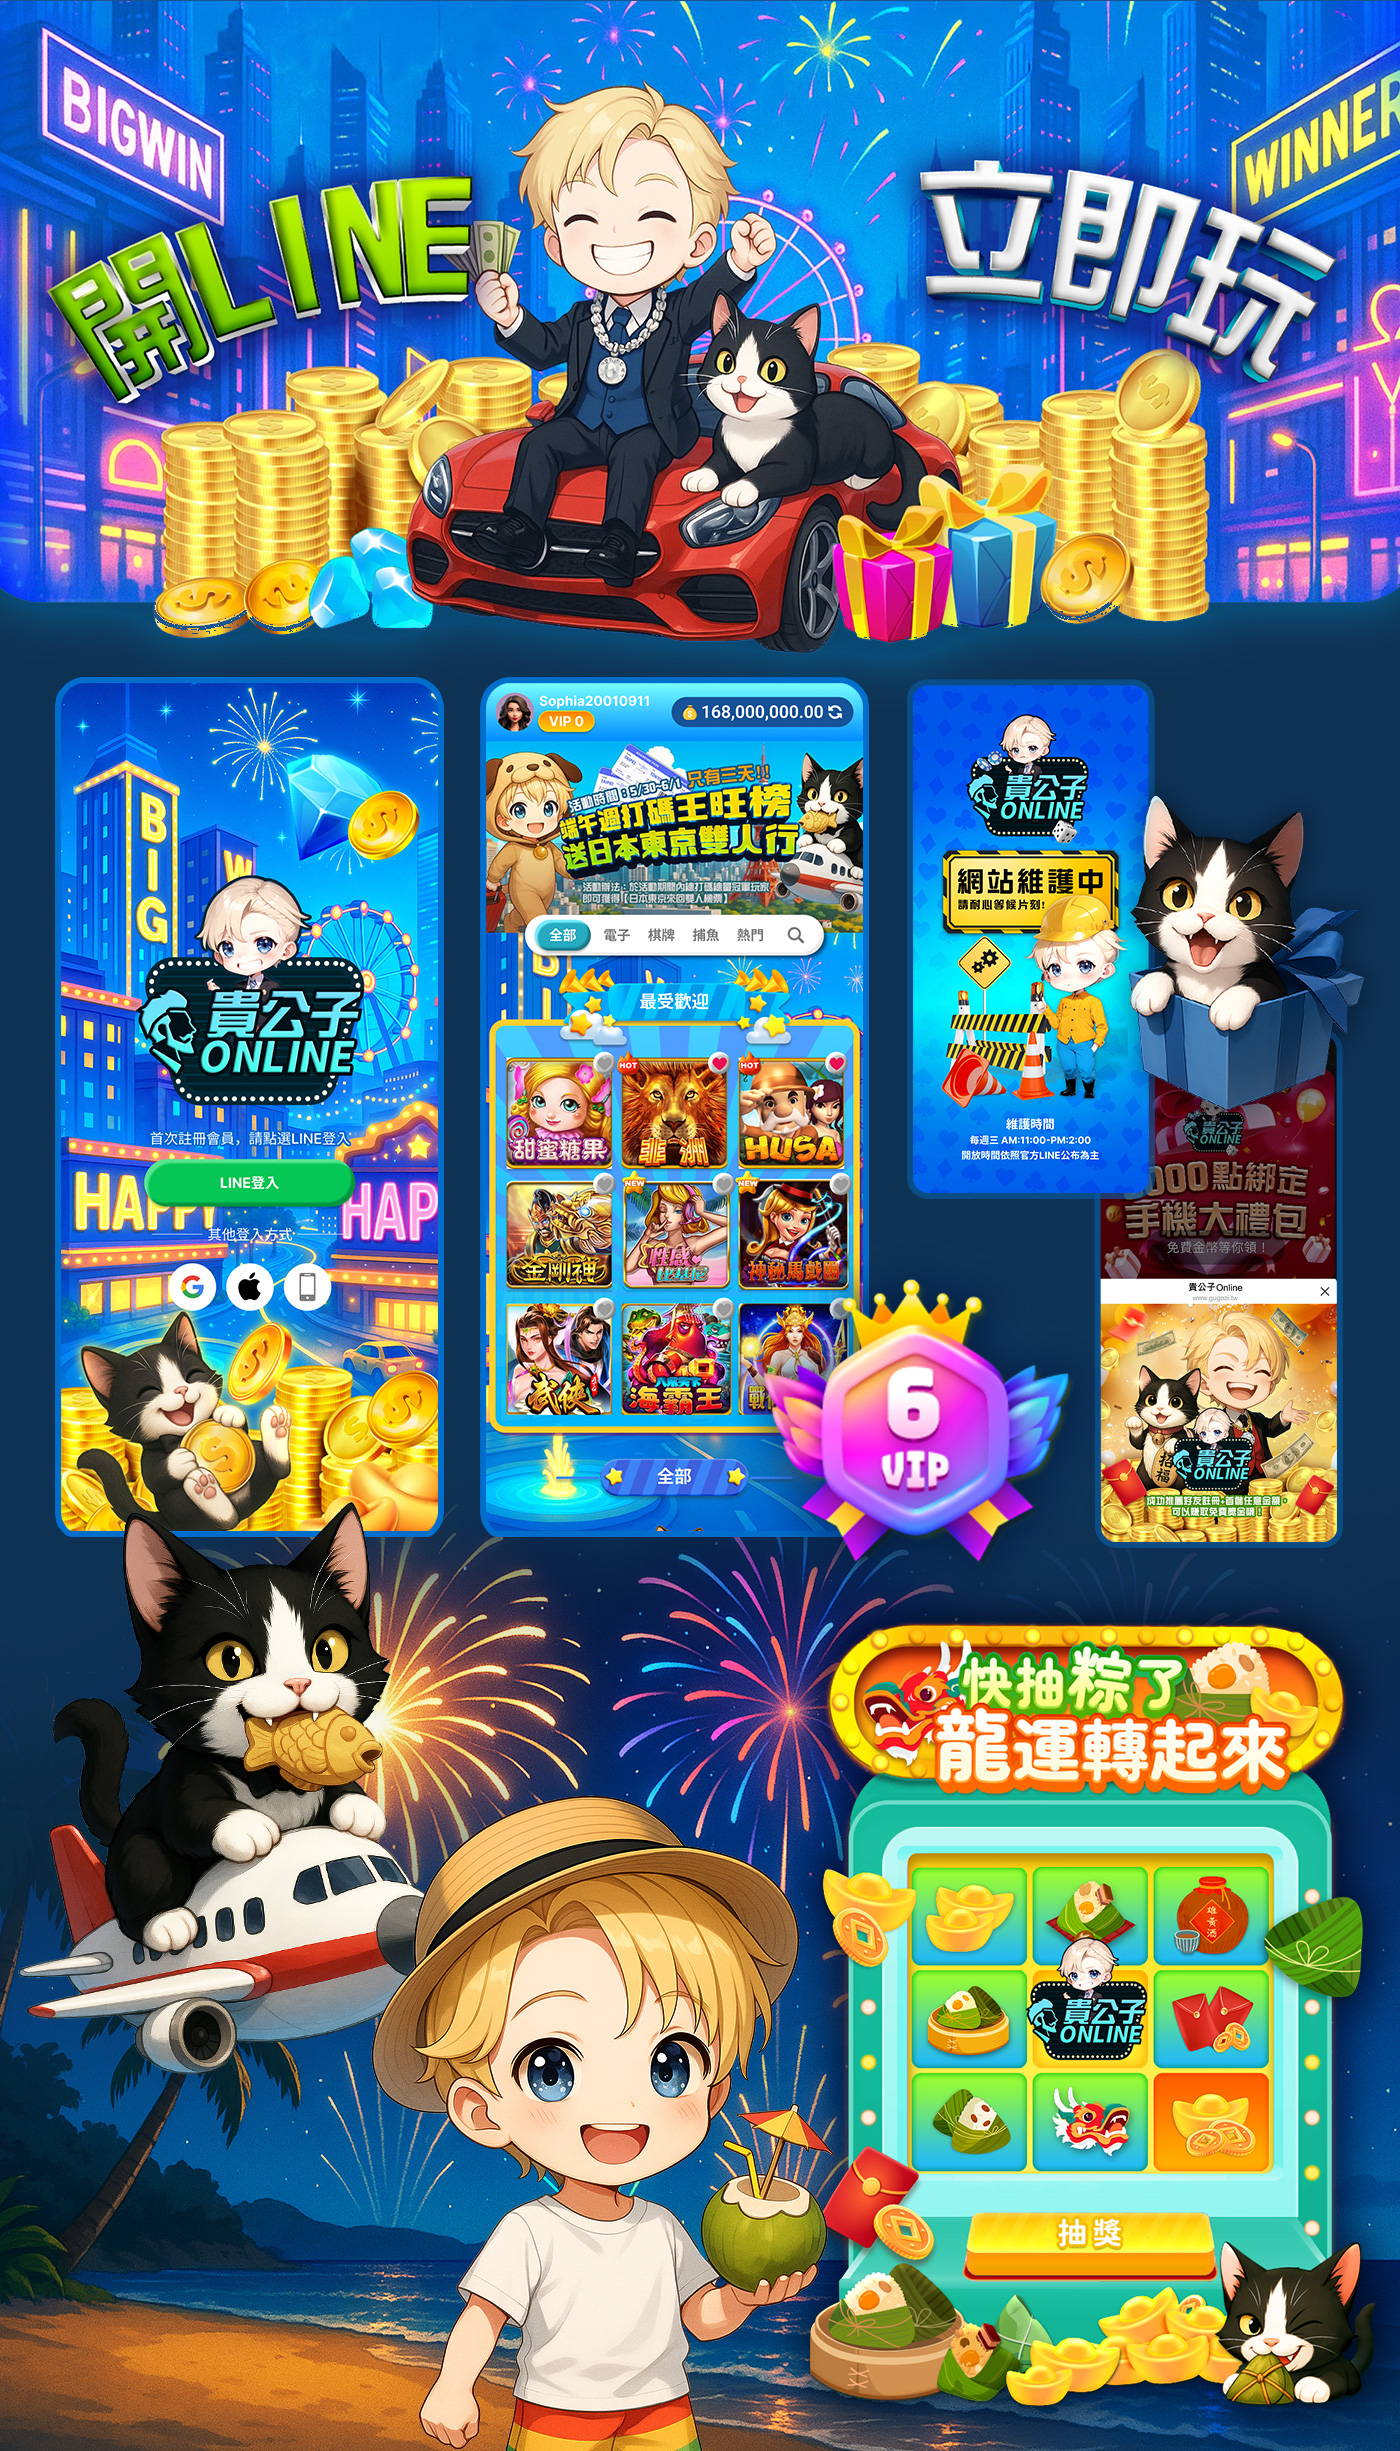 BIGWIN
WINNER
開LINE
立即玩
BIG
W
貴公子
ONLINE
首次註冊會員，請點選LINE登入
LINE登入
HAPPY
HAP
其他登入方式
G
Sophia20010911
VIP 0
168,000,000.00
活動時間：5/30-6/1 只有三天!!
端午過打碼王旺榜
送日本東京雙人行
活動辦法：於活動期間內總打碼總量冠軍玩家
即可獲得【日本東京來回雙人機票】
全部 電子 棋牌 捕魚 熱門
最受歡迎
甜蜜糖果
HOT
非洲
HOT
HUSA
金剛禪
NEW
性感
比基尼
NEW
神秘馬戲團
武俠
八爪天下
海霸王
戰
全部
6
VIP
貴公子
ONLINE
網站維護中
請耐心等候片刻!
維護時間
每週三 AM:11:00-PM:2:00
開放時間依照官方LINE公布為主
貴公子
ONLINE
000點綁定
手機大禮包
免費金幣等你領！
貴公子Online
www.gugozi.tw
招福
貴公子
ONLINE
成功推薦好友註冊+首儲任意金額，
可以賺取免費獎金唷！
快抽粽了
龍運轉起來
雄黃酒
貴公子
ONLINE
抽獎